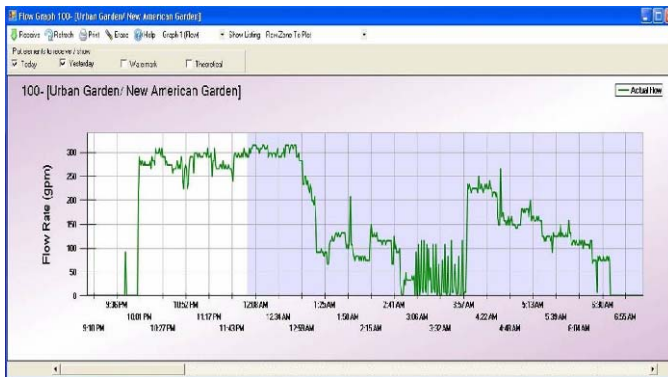 Flow Graph 100- [Urban Garden/ New American Garden]
Receive Refresh Print Erase Help Graph 1 (Flow) Show Listing Flow Zone To Plot
Put elements to receive / show
Today Yesterday Watermark Theoretical
100- [Urban Garden/ New American Garden]
Actual Flow
Flow Rate (gpm)
300
250
200
150
100
50
0
9:36 PM 10:52 PM 12:08 AM 1:25 AM 2:41 AM 3:57 AM 5:13 AM 6:30 AM
10:01 PM 11:17 PM 12:34 AM 1:50 AM 3:06 AM 4:22 AM 5:39 AM 6:55 AM
9:10 PM 10:27 PM 11:43 PM 12:59 AM 2:15 AM 3:32 AM 4:48 AM 6:04 AM